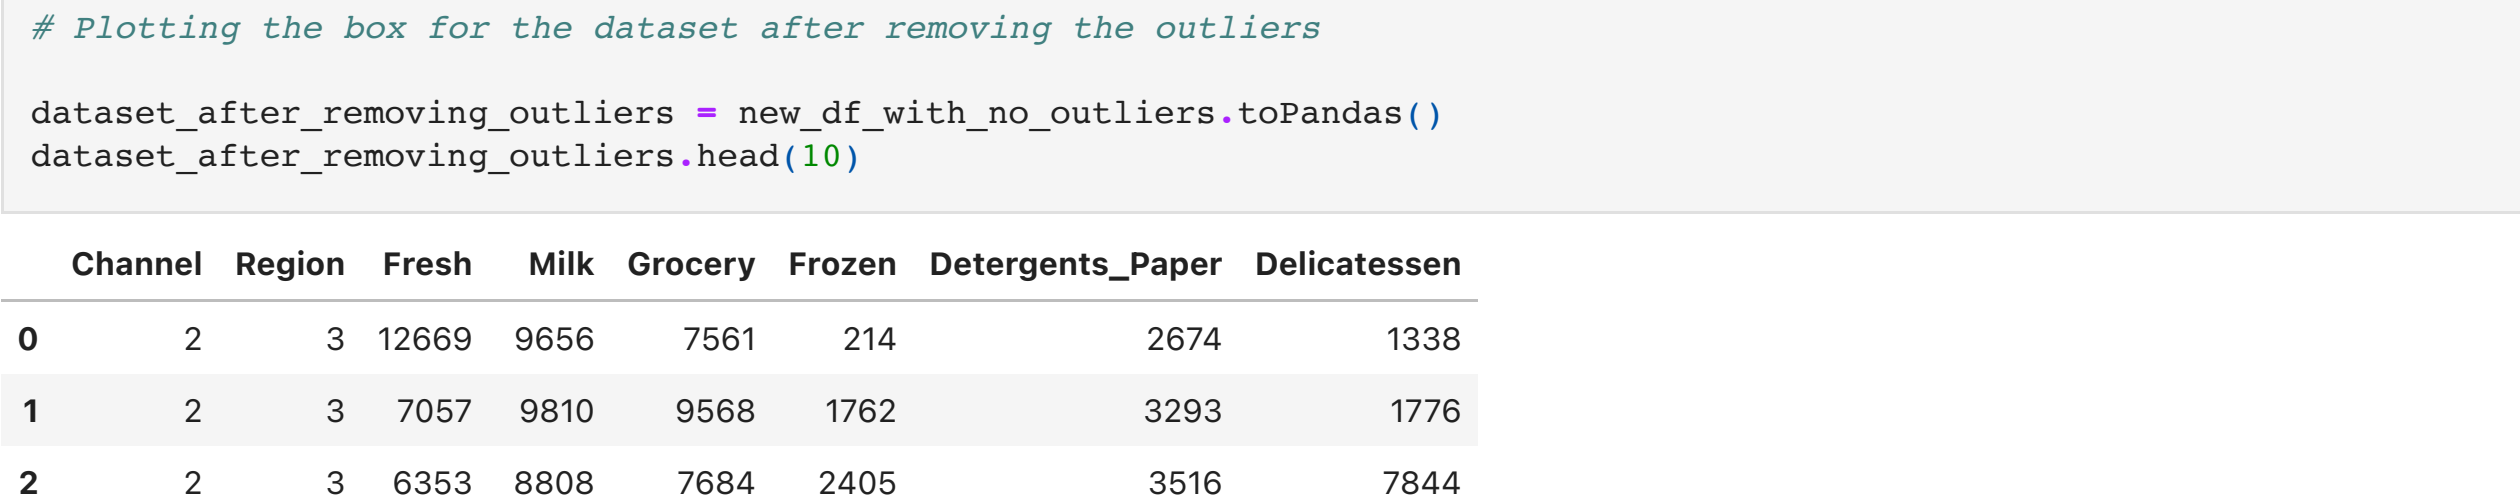 # Plotting the box for the dataset after removing the outliers
dataset_after_removing_outliers = new_df_with_no_outliers.toPandas()
dataset_after_removing_outliers.head(10)
Channel Region Fresh Milk Grocery Frozen Detergents_Paper Delicatessen
0 2 3 12669 9656 7561 214 2674 1338
1 2 3 7057 9810 9568 1762 3293 1776
2 2 3 6353 8808 7684 2405 3516 7844